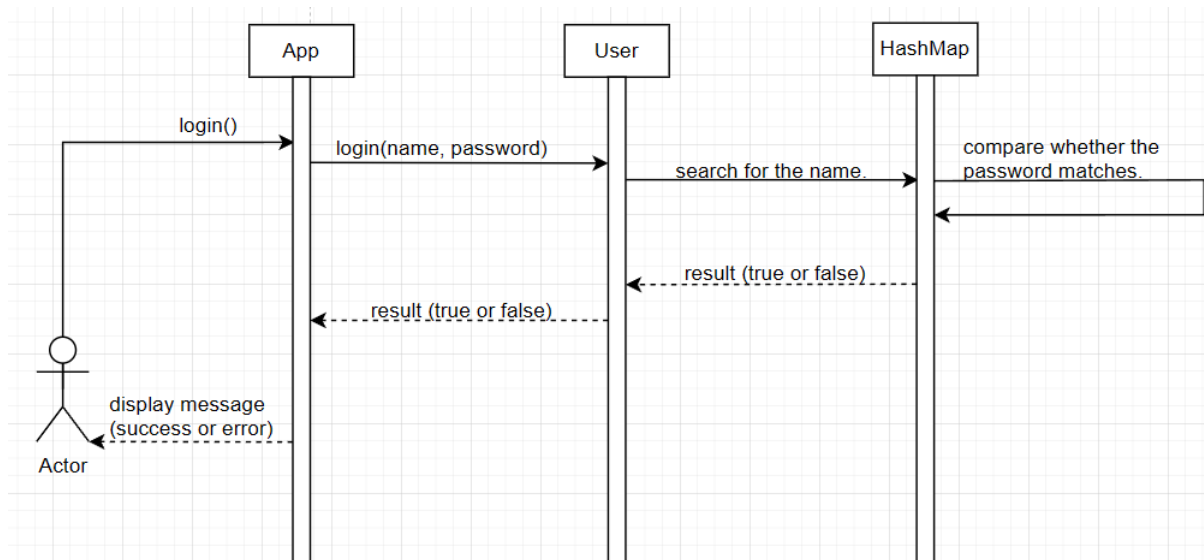 App
User
HashMap
login()
login(name, password)
search for the name.
compare whether the
password matches.
result (true or false)
result (true or false)
display message
(success or error)
Actor